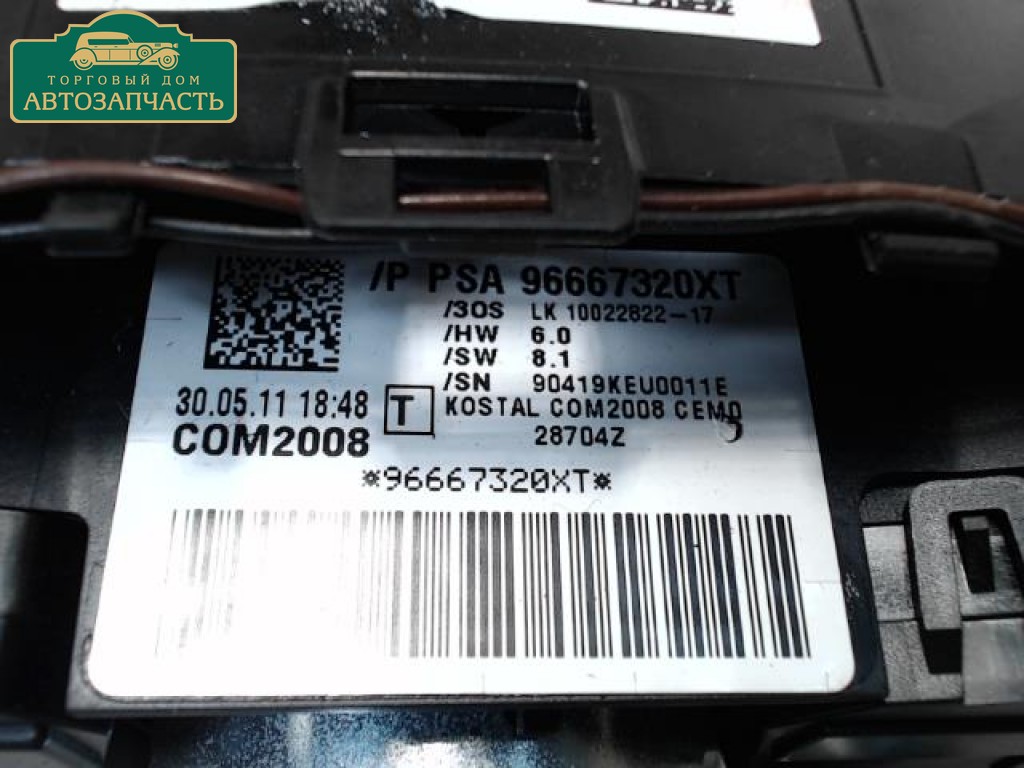 ТОРГОВЫЙ ДОМ
АВТОЗАПЧАСТЬ
/P PSA 96667320XT
/3OS LK 10022822-17
/HW 6.0
/SW 8.1
/SN 90419KEU0011E
30.05.11 18:48
T
KOSTAL COM2008 CEM0
COM2008
28704Z
*96667320XT*